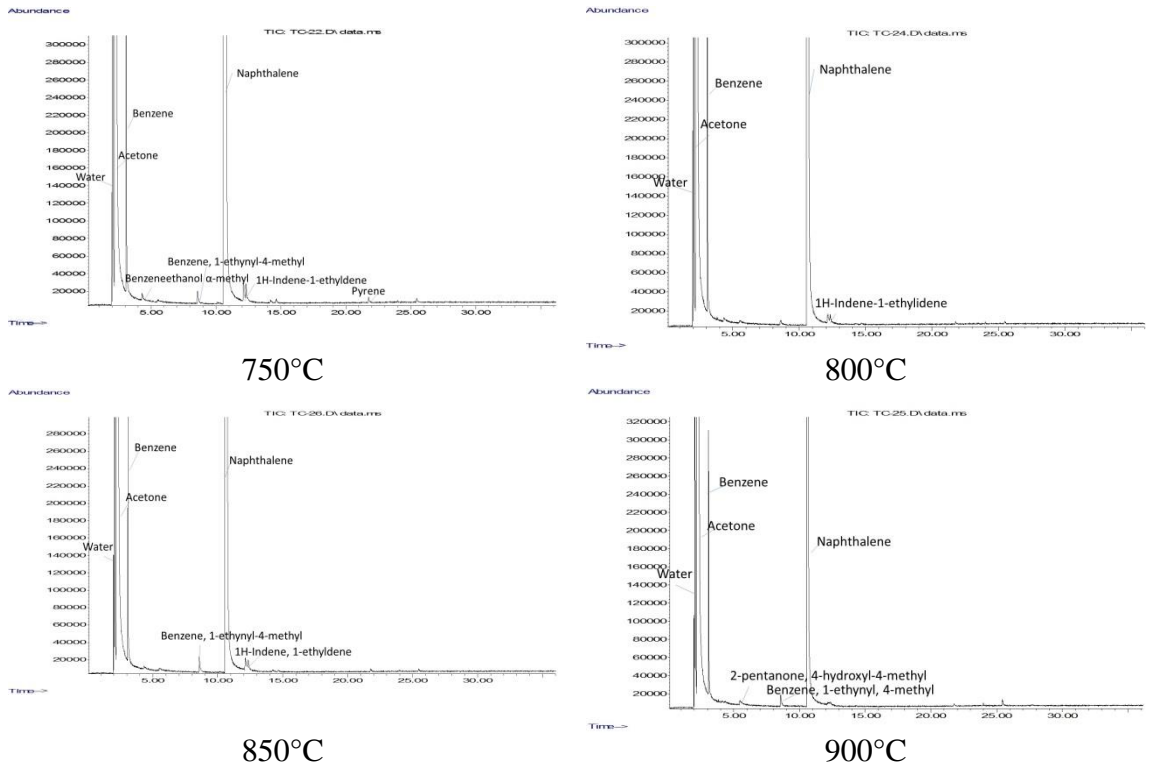 Abundance
TIC: TC-22.D\data.ms
300000
280000
260000
240000
220000
200000
180000
160000
140000
120000
100000
80000
60000
40000
20000
Naphthalene
Benzene
Acetone
Water
Benzene, 1-ethynyl-4-methyl
Benzeneethanol α-methyl
1H-Indene-1-ethyldene
Pyrene
5.00 10.00 15.00 20.00 25.00 30.00
Time-->
750°C
Abundance
TIC: TC-24.D\data.ms
300000
280000
260000
240000
220000
200000
180000
160000
140000
120000
100000
80000
60000
40000
20000
Naphthalene
Benzene
Acetone
Water
1H-Indene-1-ethylidene
5.00 10.00 15.00 20.00 25.00 30.00
Time-->
800°C
Abundance
TIC: TC-26.D\data.ms
280000
260000
240000
220000
200000
180000
160000
140000
120000
100000
80000
60000
40000
20000
Benzene
Naphthalene
Acetone
Water
Benzene, 1-ethynyl-4-methyl
1H-Indene, 1-ethyldene
5.00 10.00 15.00 20.00 25.00 30.00
Time-->
850°C
Abundance
TIC: TC-25.D\data.ms
320000
300000
280000
260000
240000
220000
200000
180000
160000
140000
120000
100000
80000
60000
40000
20000
Benzene
Acetone
Naphthalene
Water
2-pentanone, 4-hydroxyl-4-methyl
Benzene, 1-ethynyl, 4-methyl
5.00 10.00 15.00 20.00 25.00 30.00
Time-->
900°C